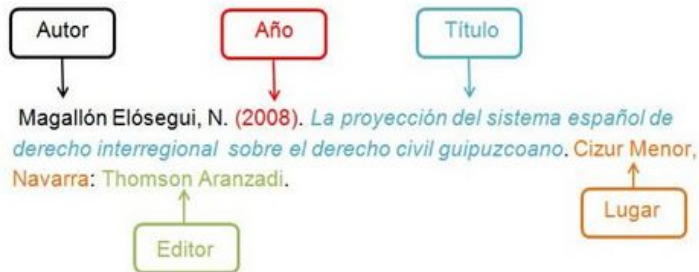 Autor Año Título
Magallón Elósegui, N. (2008). La proyección del sistema español de
derecho interregional sobre el derecho civil guipuzcoano. Cizur Menor,
Navarra: Thomson Aranzadi.
Lugar
Editor